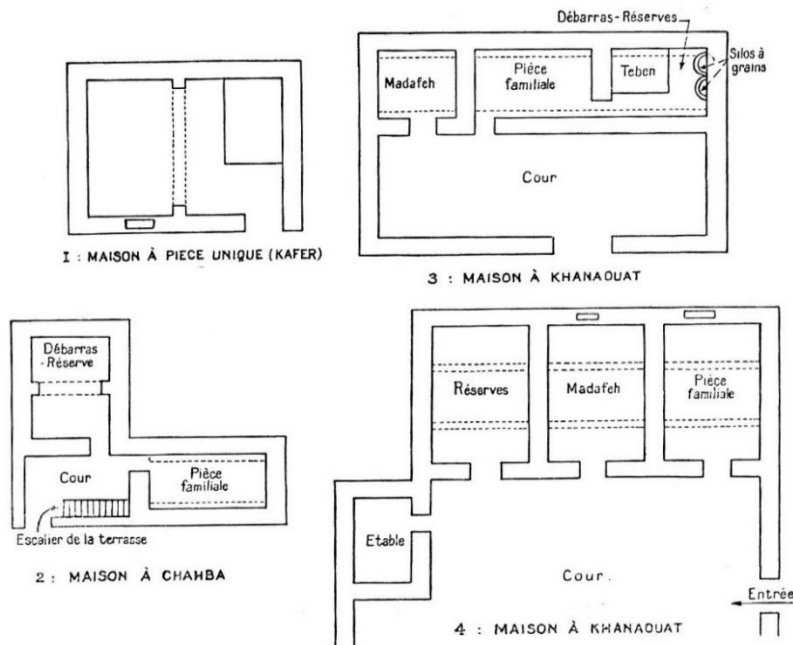 Débarras-Réserves
Silos à
grains
Madafeh
Pièce
familiale
Teben
Cour
1 : MAISON À PIECE UNIQUE (KAFER)
3 : MAISON À KHANAOUAT
Débarras
-Réserve
Cour
Pièce
familiale
Escalier de la terrasse
2 : MAISON À CHAHBA
Réserves
Madafeh
Pièce
familiale
Etable
Cour.
Entrée
4 : MAISON À KHANAOUAT